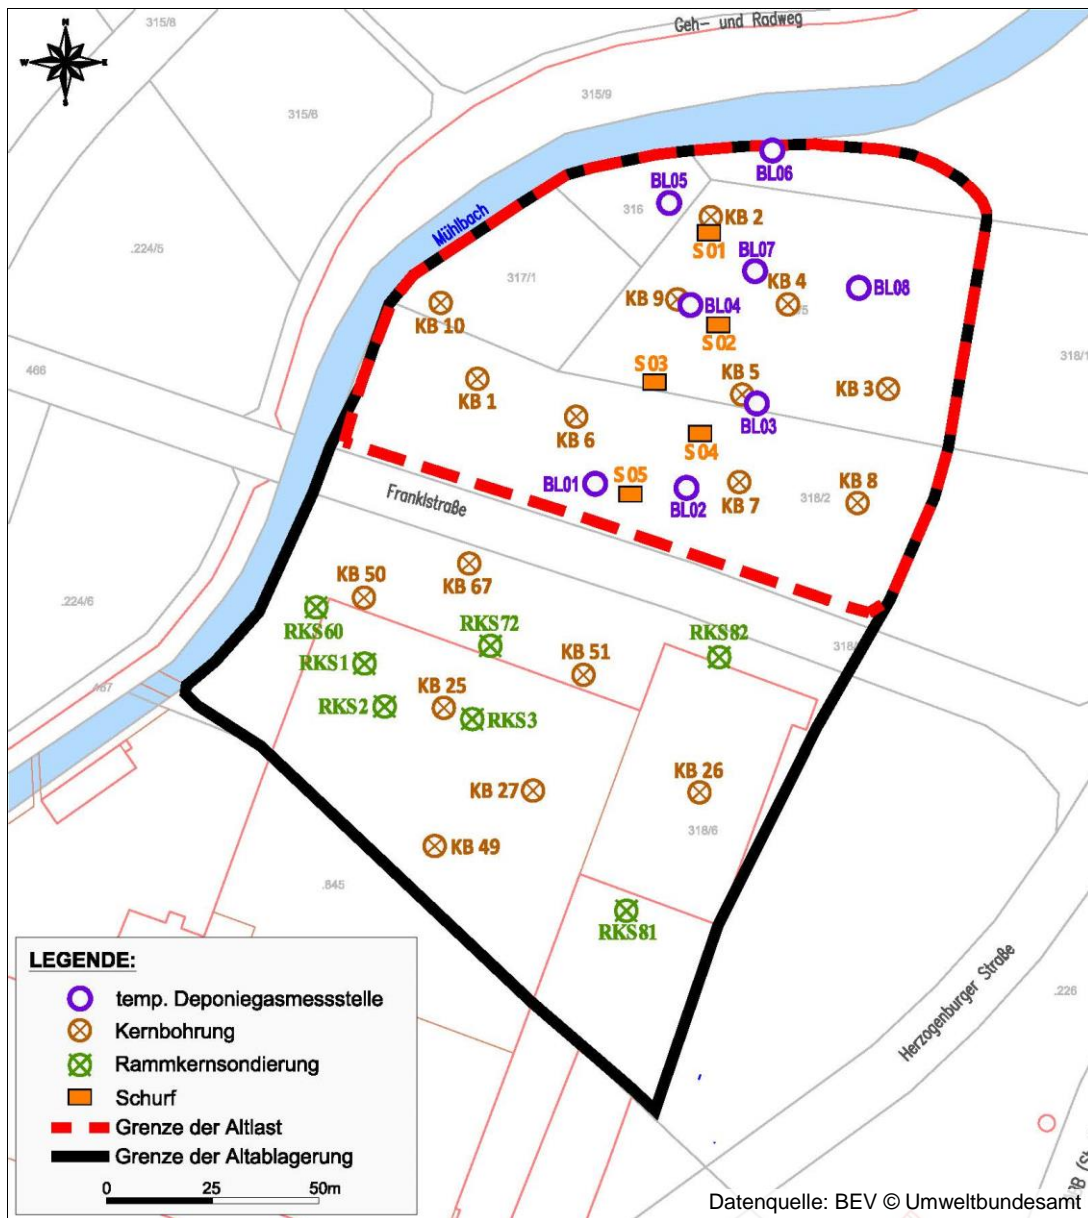 N
W
E
S
315/8
Geh- und Radweg
315/9
315/6
BL06
BL05
316
KB 2
S 01
Mühlbach
.224/5
BL07
317/1
KB 4
BL08
KB 9
BL04
KB 10
S 02
318/1
466
S 03
KB 5
KB 3
KB 1
BL03
KB 6
S 04
BL01
S 05
BL02
KB 7
KB 8
318/2
Franklstraße
KB 50
KB 67
.224/6
RKS60
RKS72
RKS82
RKS1
KB 51
467
RKS2
KB 25
RKS3
KB 27
KB 26
318/6
KB 49
.845
RKS81
Herzogenburger Straße
.226
LEGENDE:
temp. Deponiegasmessstelle
Kernbohrung
Rammkernsondierung
Schurf
Grenze der Altlast
Grenze der Altablagerung
0 25 50m
Datenquelle: BEV © Umweltbundesamt